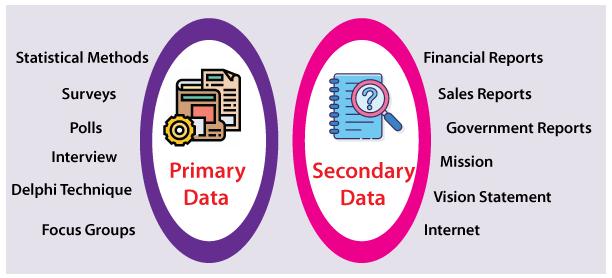 Statistical Methods
Surveys
Polls
Interview
Delphi Technique
Focus Groups
Primary
Data
?
Secondary
Data
Financial Reports
Sales Reports
Government Reports
Mission
Vision Statement
Internet